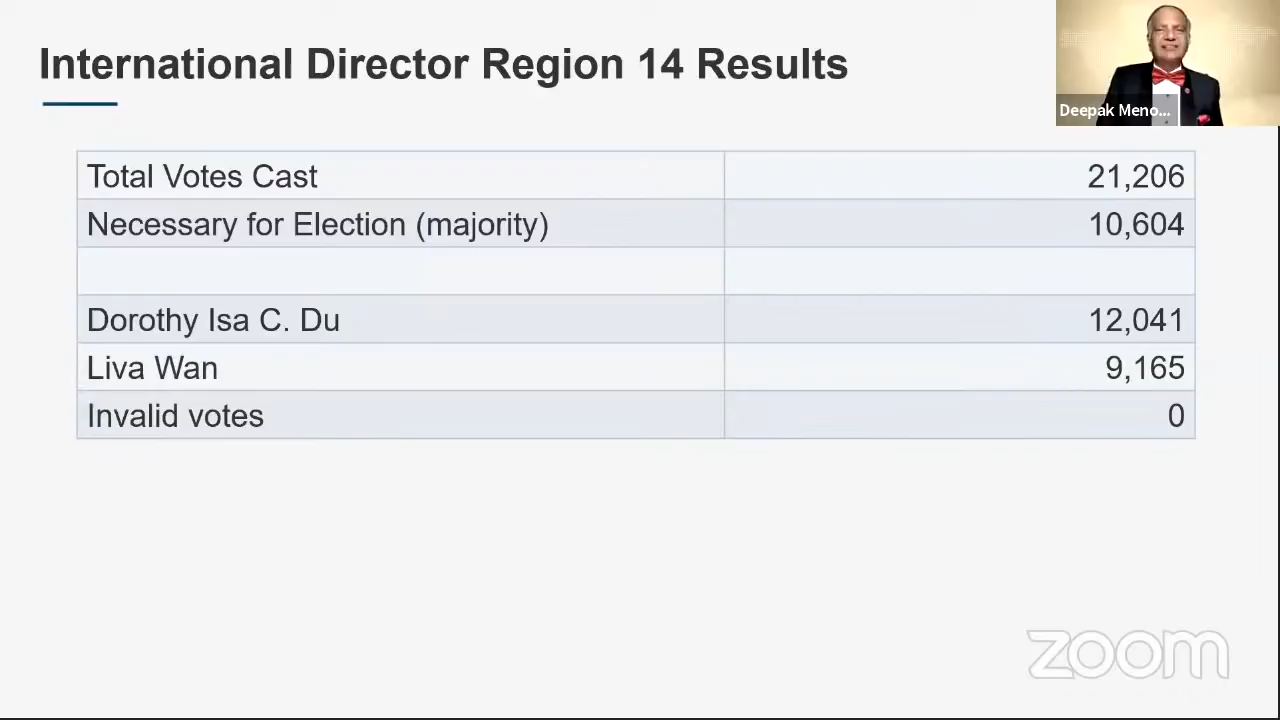 International Director Region 14 Results
Deepak Meno...
Total Votes Cast 21,206
Necessary for Election (majority) 10,604
Dorothy Isa C. Du 12,041
Liva Wan 9,165
Invalid votes 0
zoom